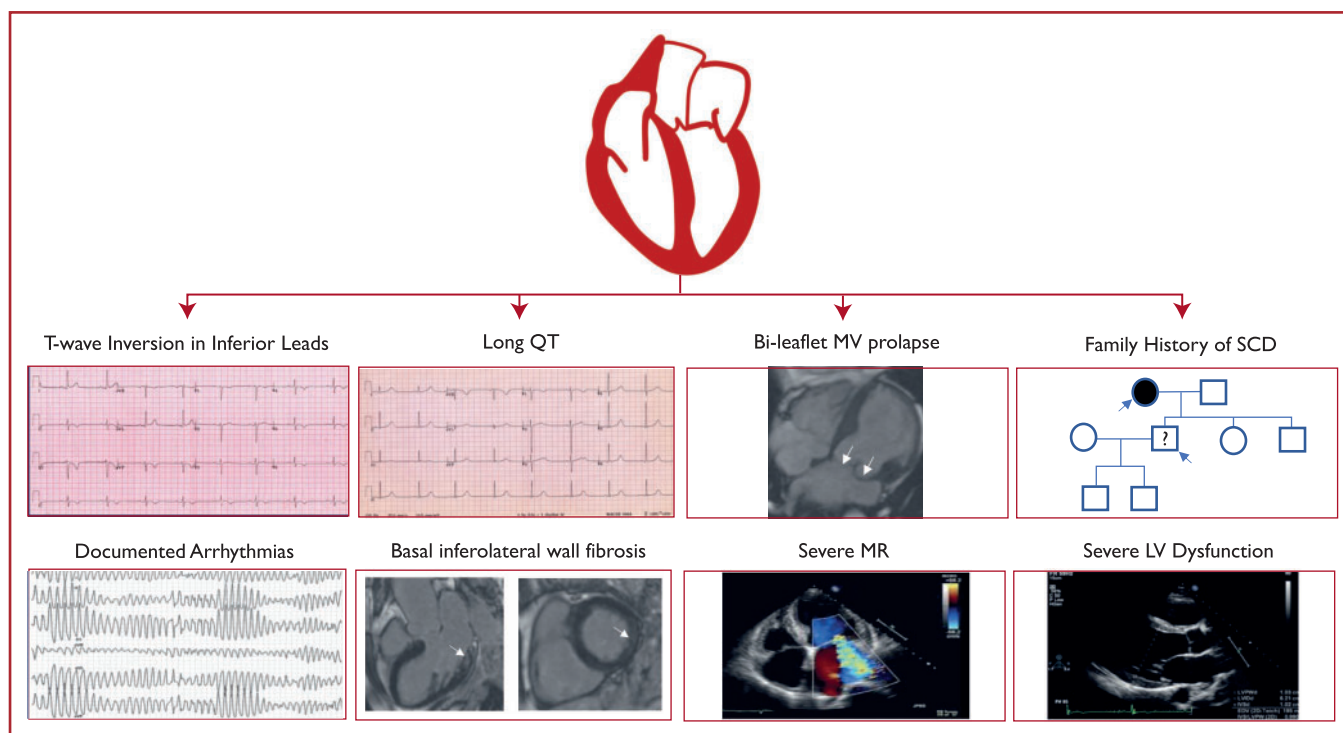 T-wave Inversion in Inferior Leads
Long QT
Bi-leaflet MV prolapse
Family History of SCD
?
Documented Arrhythmias
Basal inferolateral wall fibrosis
Severe MR
Severe LV Dysfunction